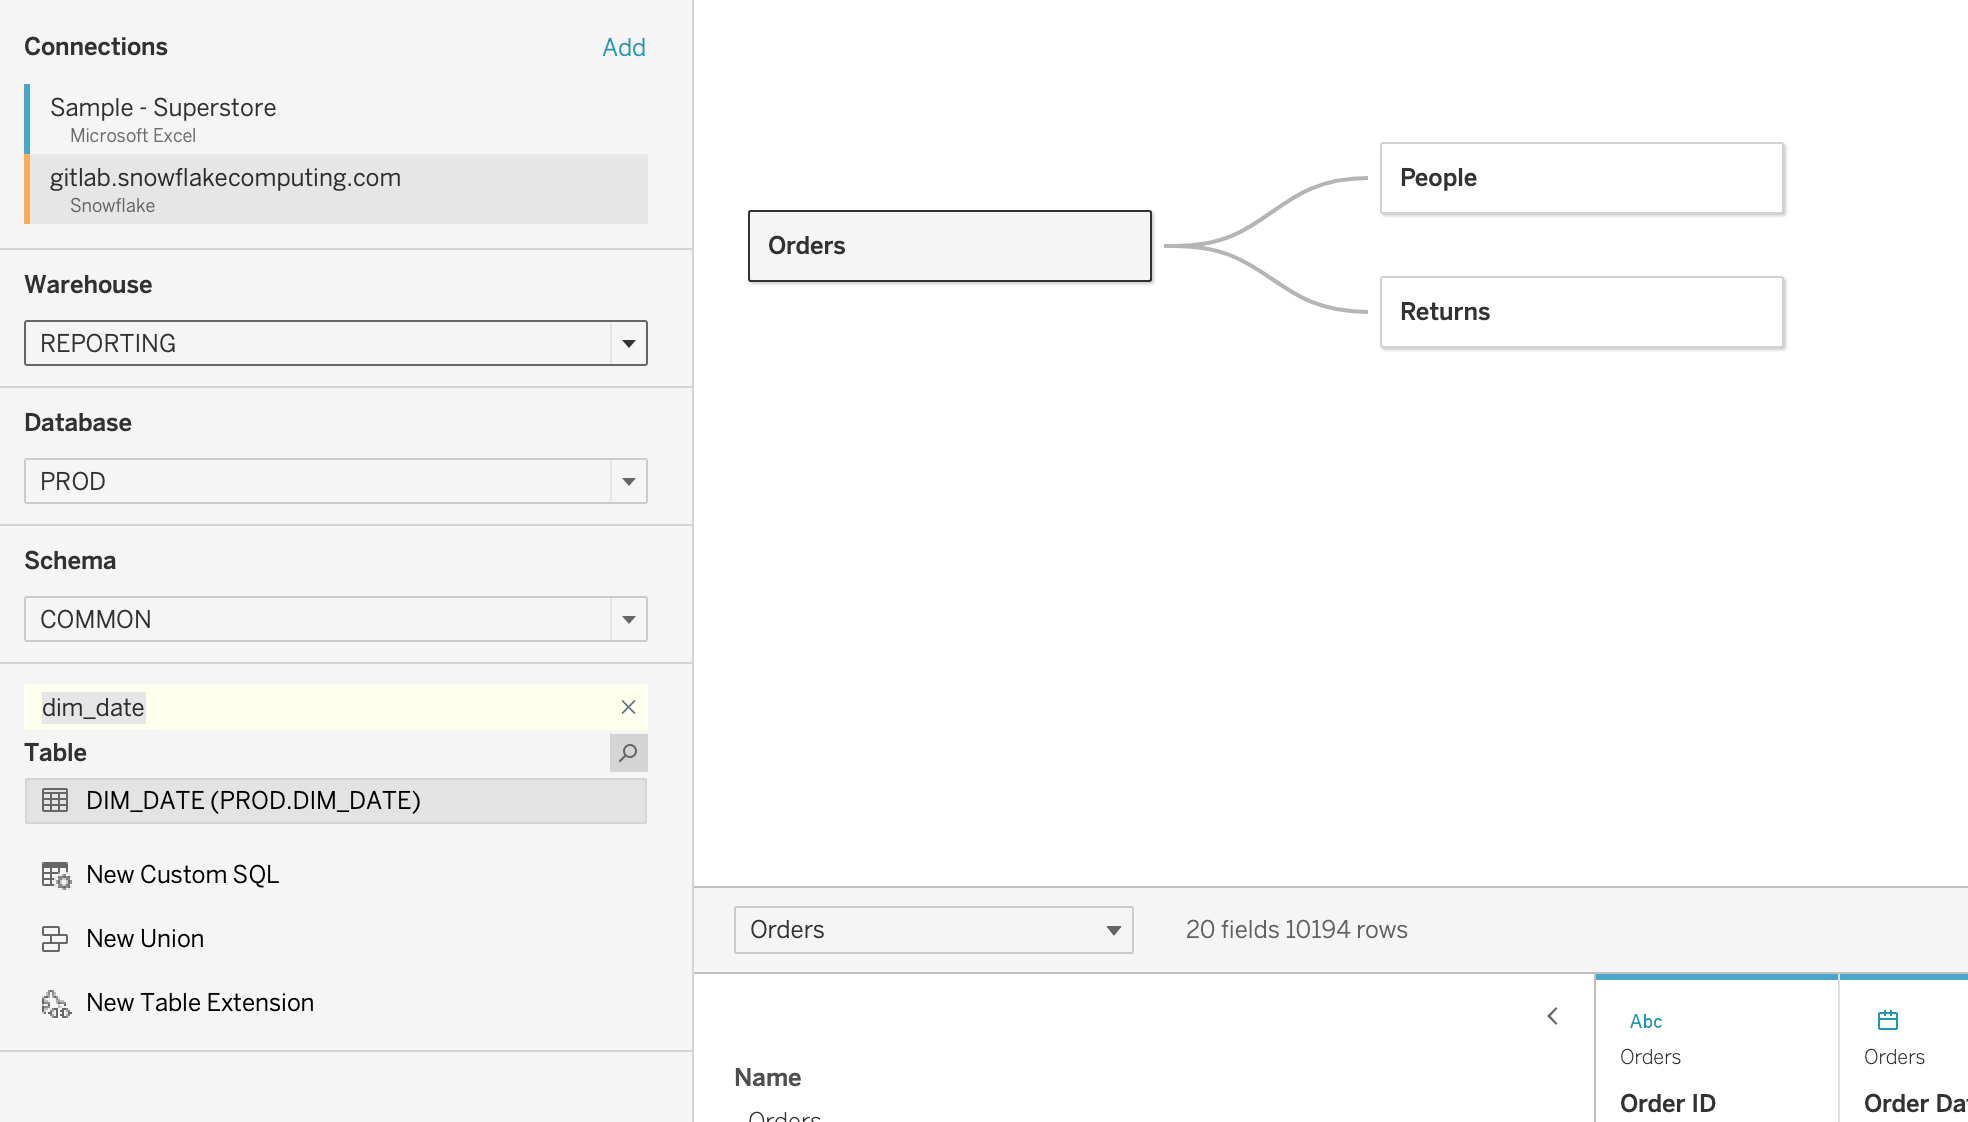 Connections
Add
Sample - Superstore
Microsoft Excel
gitlab.snowflakecomputing.com
Snowflake
Warehouse
REPORTING
Database
PROD
Schema
COMMON
dim_date
Table
DIM_DATE (PROD.DIM_DATE)
New Custom SQL
New Union
New Table Extension
Orders
People
Returns
Orders
20 fields 10194 rows
Name
Orders
Abc
Orders
Order ID
Orders
Order Da